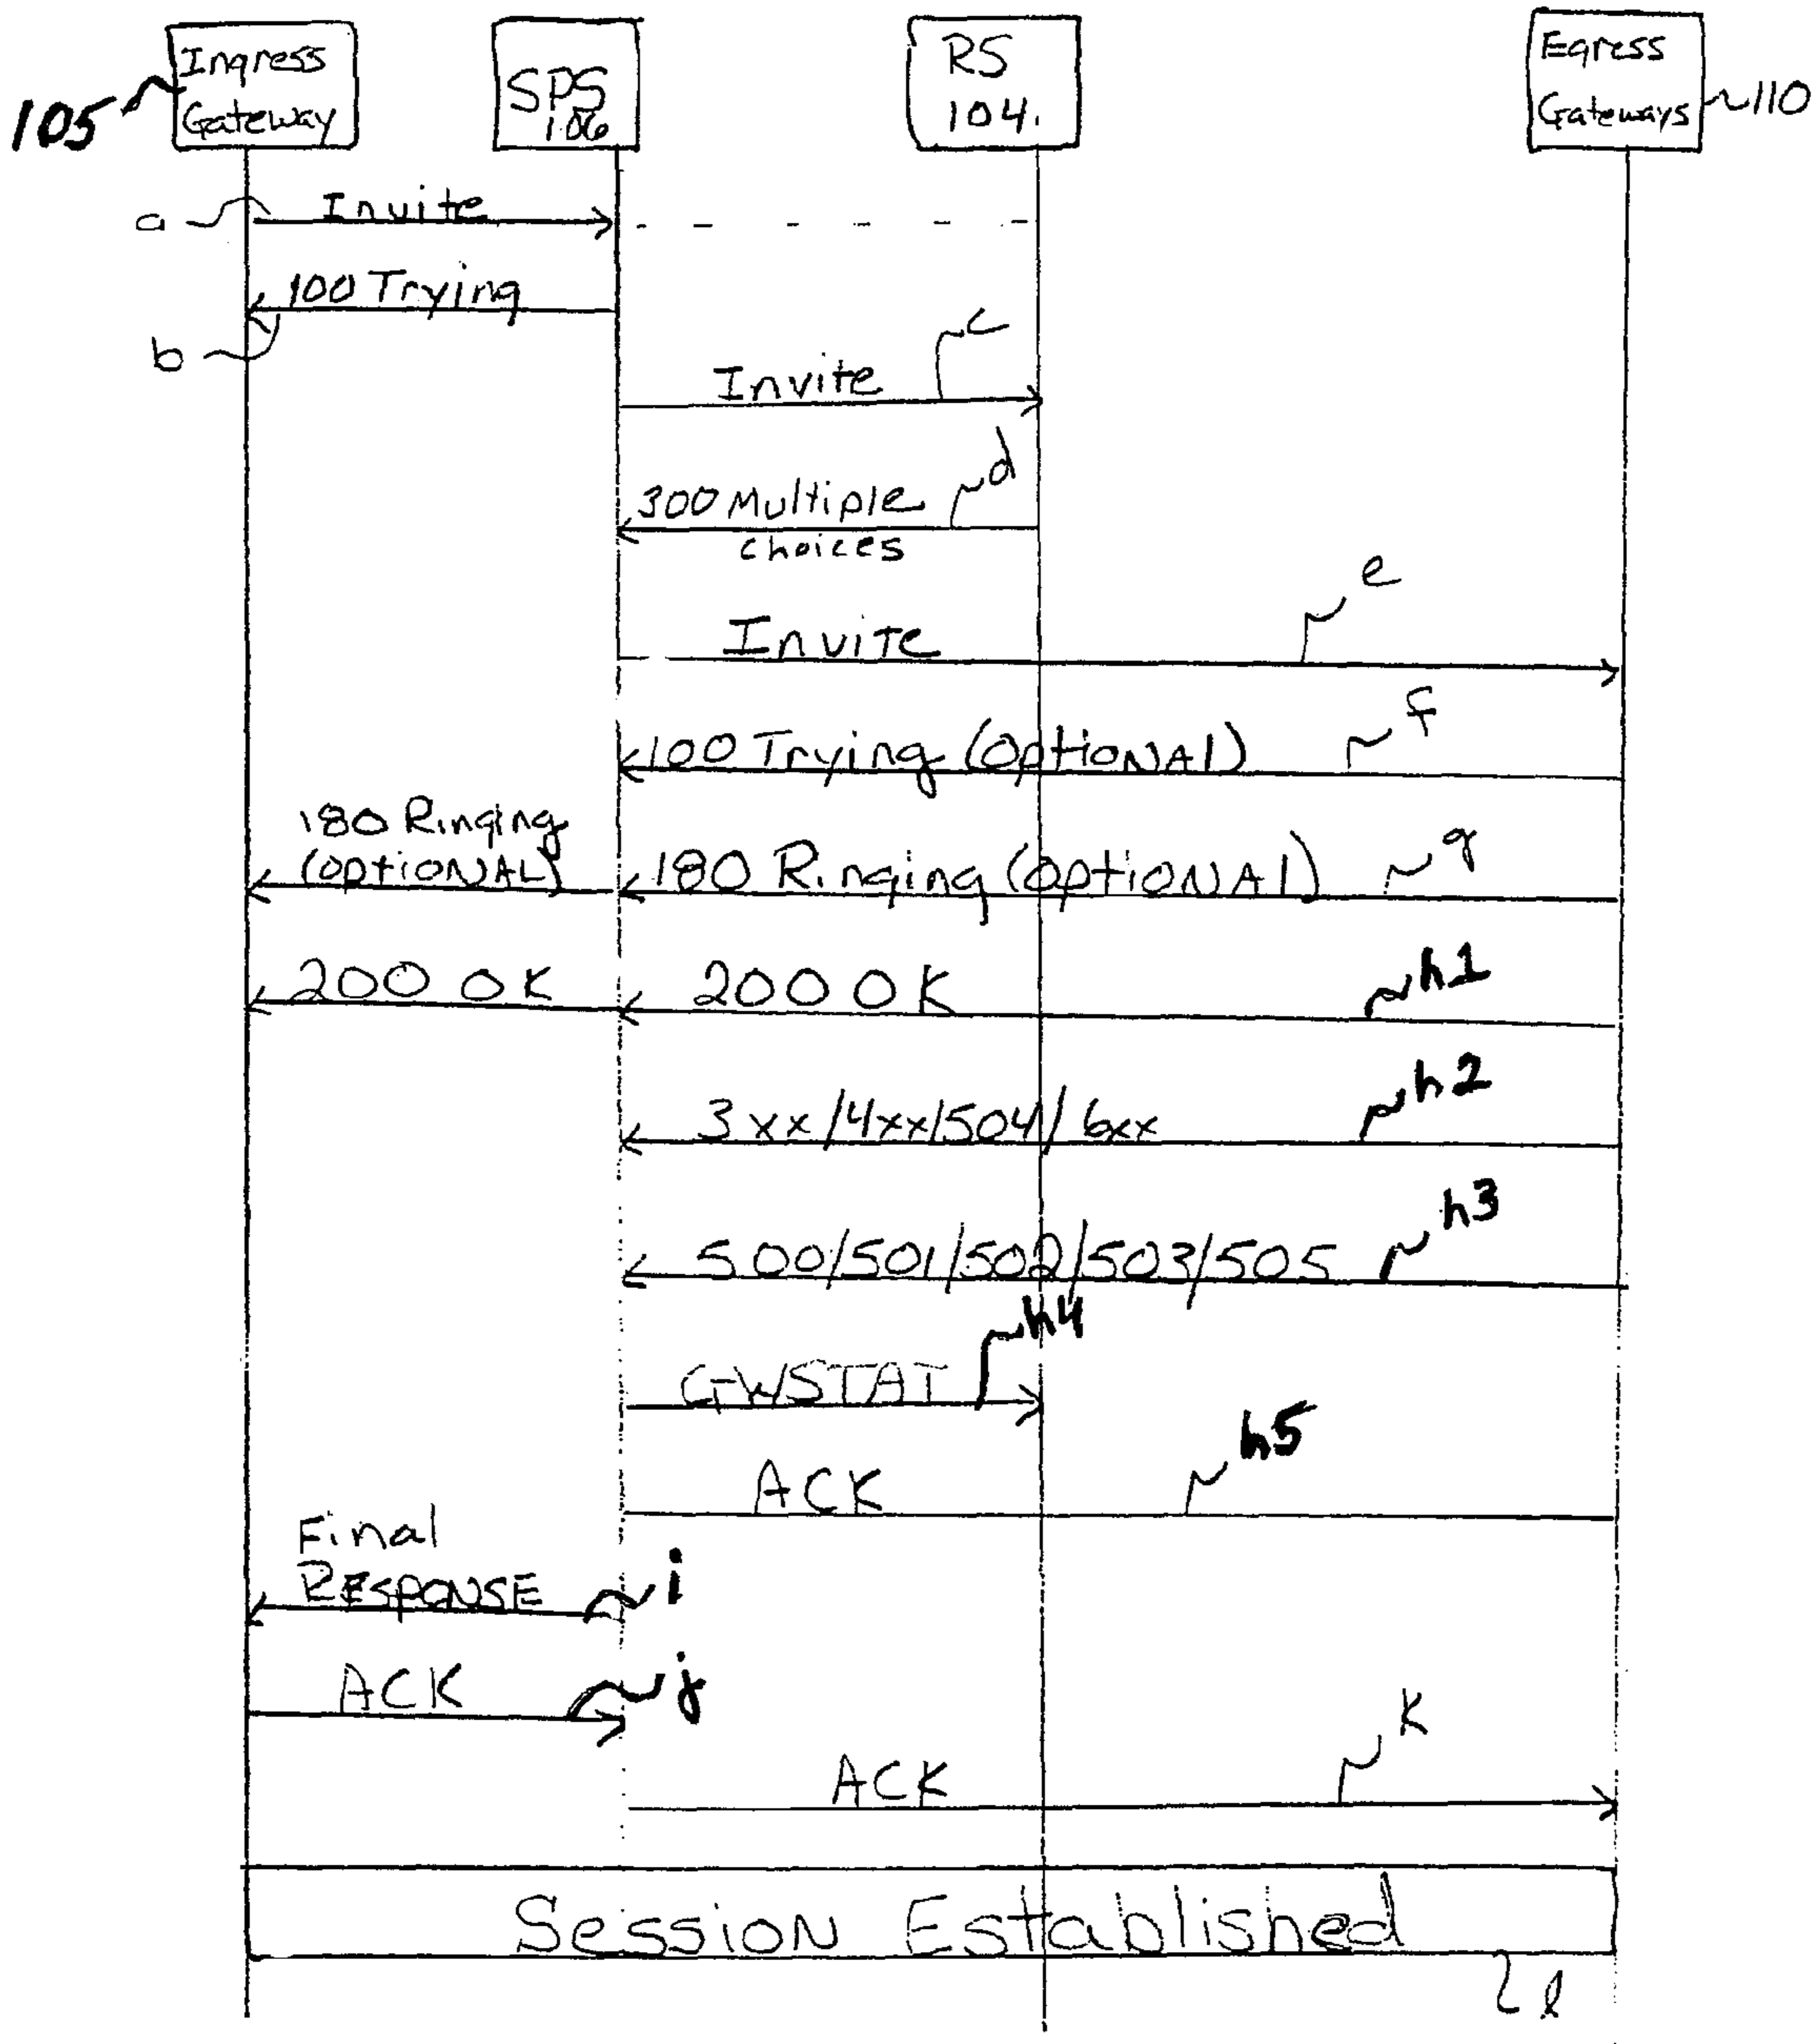 Ingress
Gateway
105
SPS
106
RS
104.
Egress
Gateways
110
a
Invite
100 Trying
b
c
Invite
d
300 Multiple
choices
e
Invite
f
100 Trying (OptioNAl)
180 Ringing
(optioNAL)
180 Ringing (optioNAl)
g
200 OK
200 OK
h1
3xx/4xx/504/6xx
h2
500/501/502/503/505
h3
GWSTAT
h4
ACK
h5
Final
RESPONSE
i
ACK
j
ACK
k
SessioN Established
l